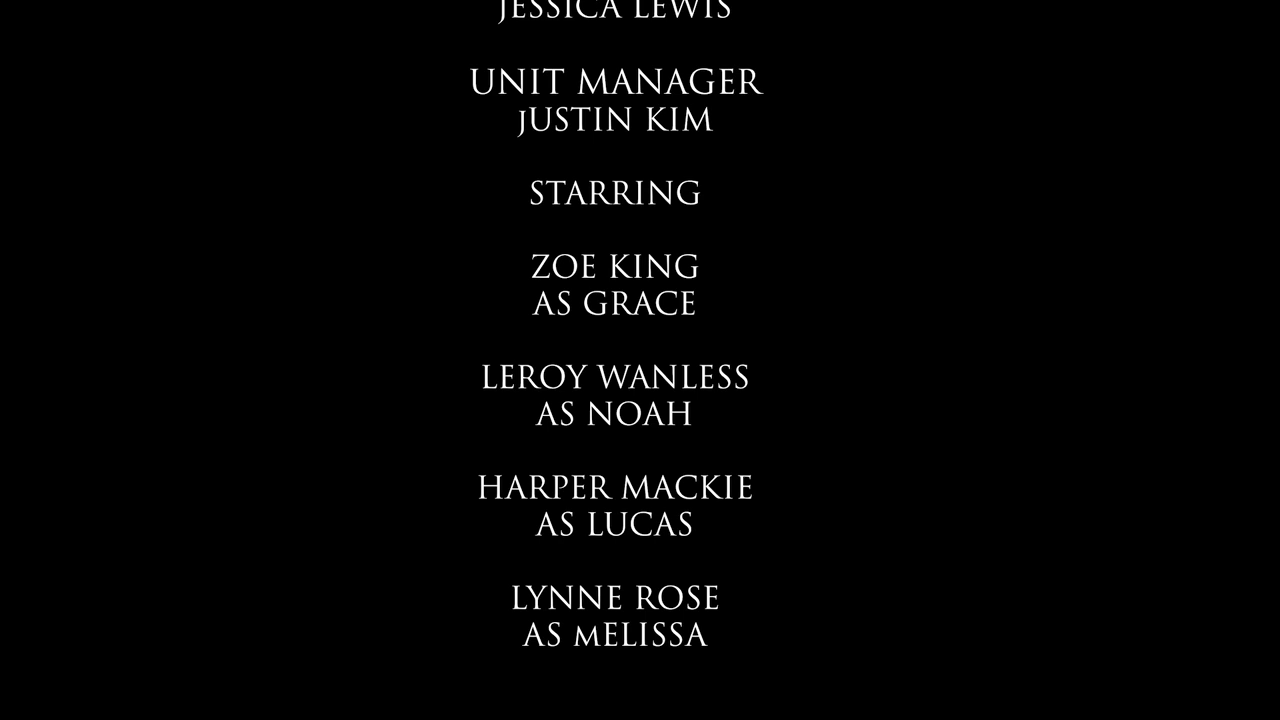 JESSICA LEWIS
UNIT MANAGER
JUSTIN KIM
STARRING
ZOE KING
AS GRACE
LEROY WANLESS
AS NOAH
HARPER MACKIE
AS LUCAS
LYNNE ROSE
AS MELISSA